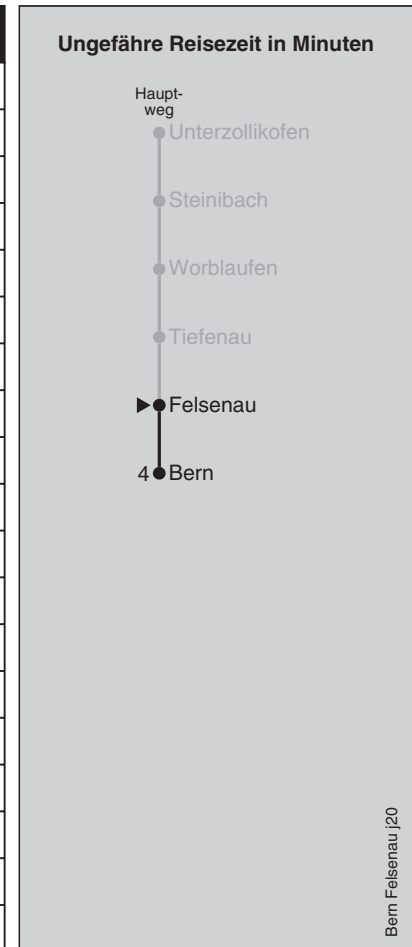 Ungefähre Reisezeit in Minuten
Haupt-
weg
Unterzollikofen
Steinibach
Worblaufen
Tiefenau
Felsenau
4 Bern
Bern Felsenau j20